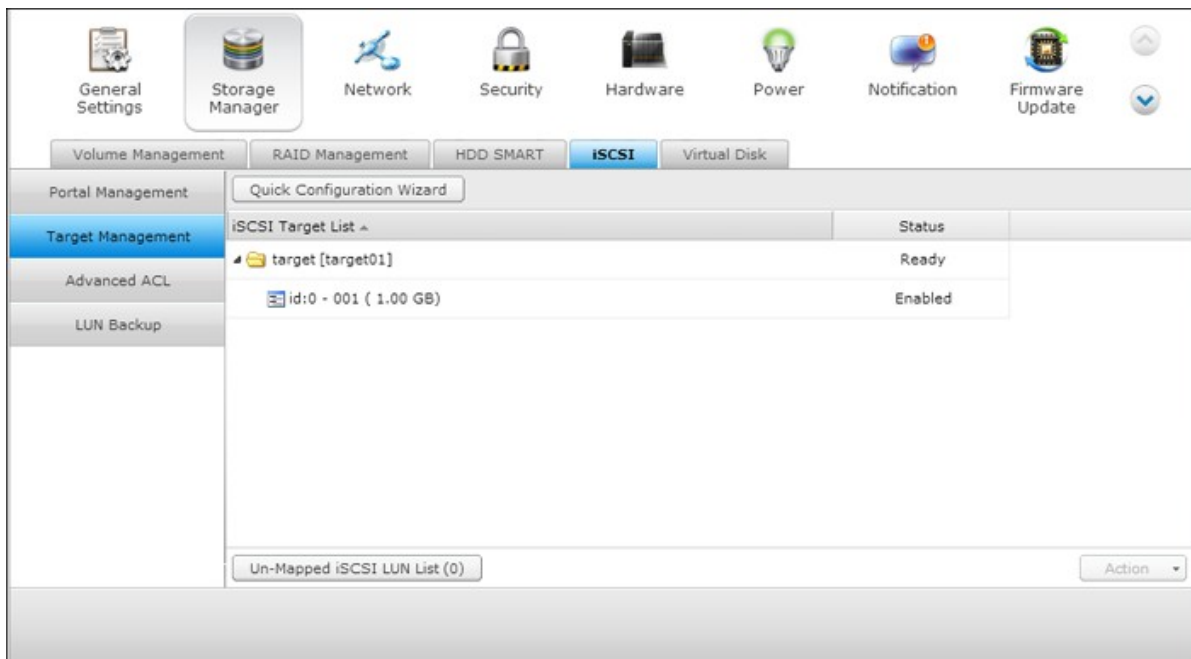 General
Settings
Storage
Manager
Network
Security
Hardware
Power
Notification
Firmware
Update
Volume Management
RAID Management
HDD SMART
iSCSI
Virtual Disk
Portal Management
Quick Configuration Wizard
Target Management
iSCSI Target List
Status
target [target01]
Ready
Advanced ACL
id:0 - 001 ( 1.00 GB)
Enabled
LUN Backup
Un-Mapped iSCSI LUN List (0)
Action